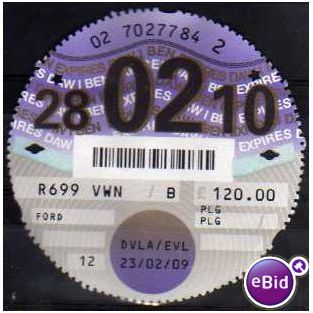 02 7027784 2
EXPIRES DAW I BEN
28 02 10
R699 VWN / B £ 120.00
FORD PLG
PLG /
12 DVLA/EVL
23/02/09
eBid